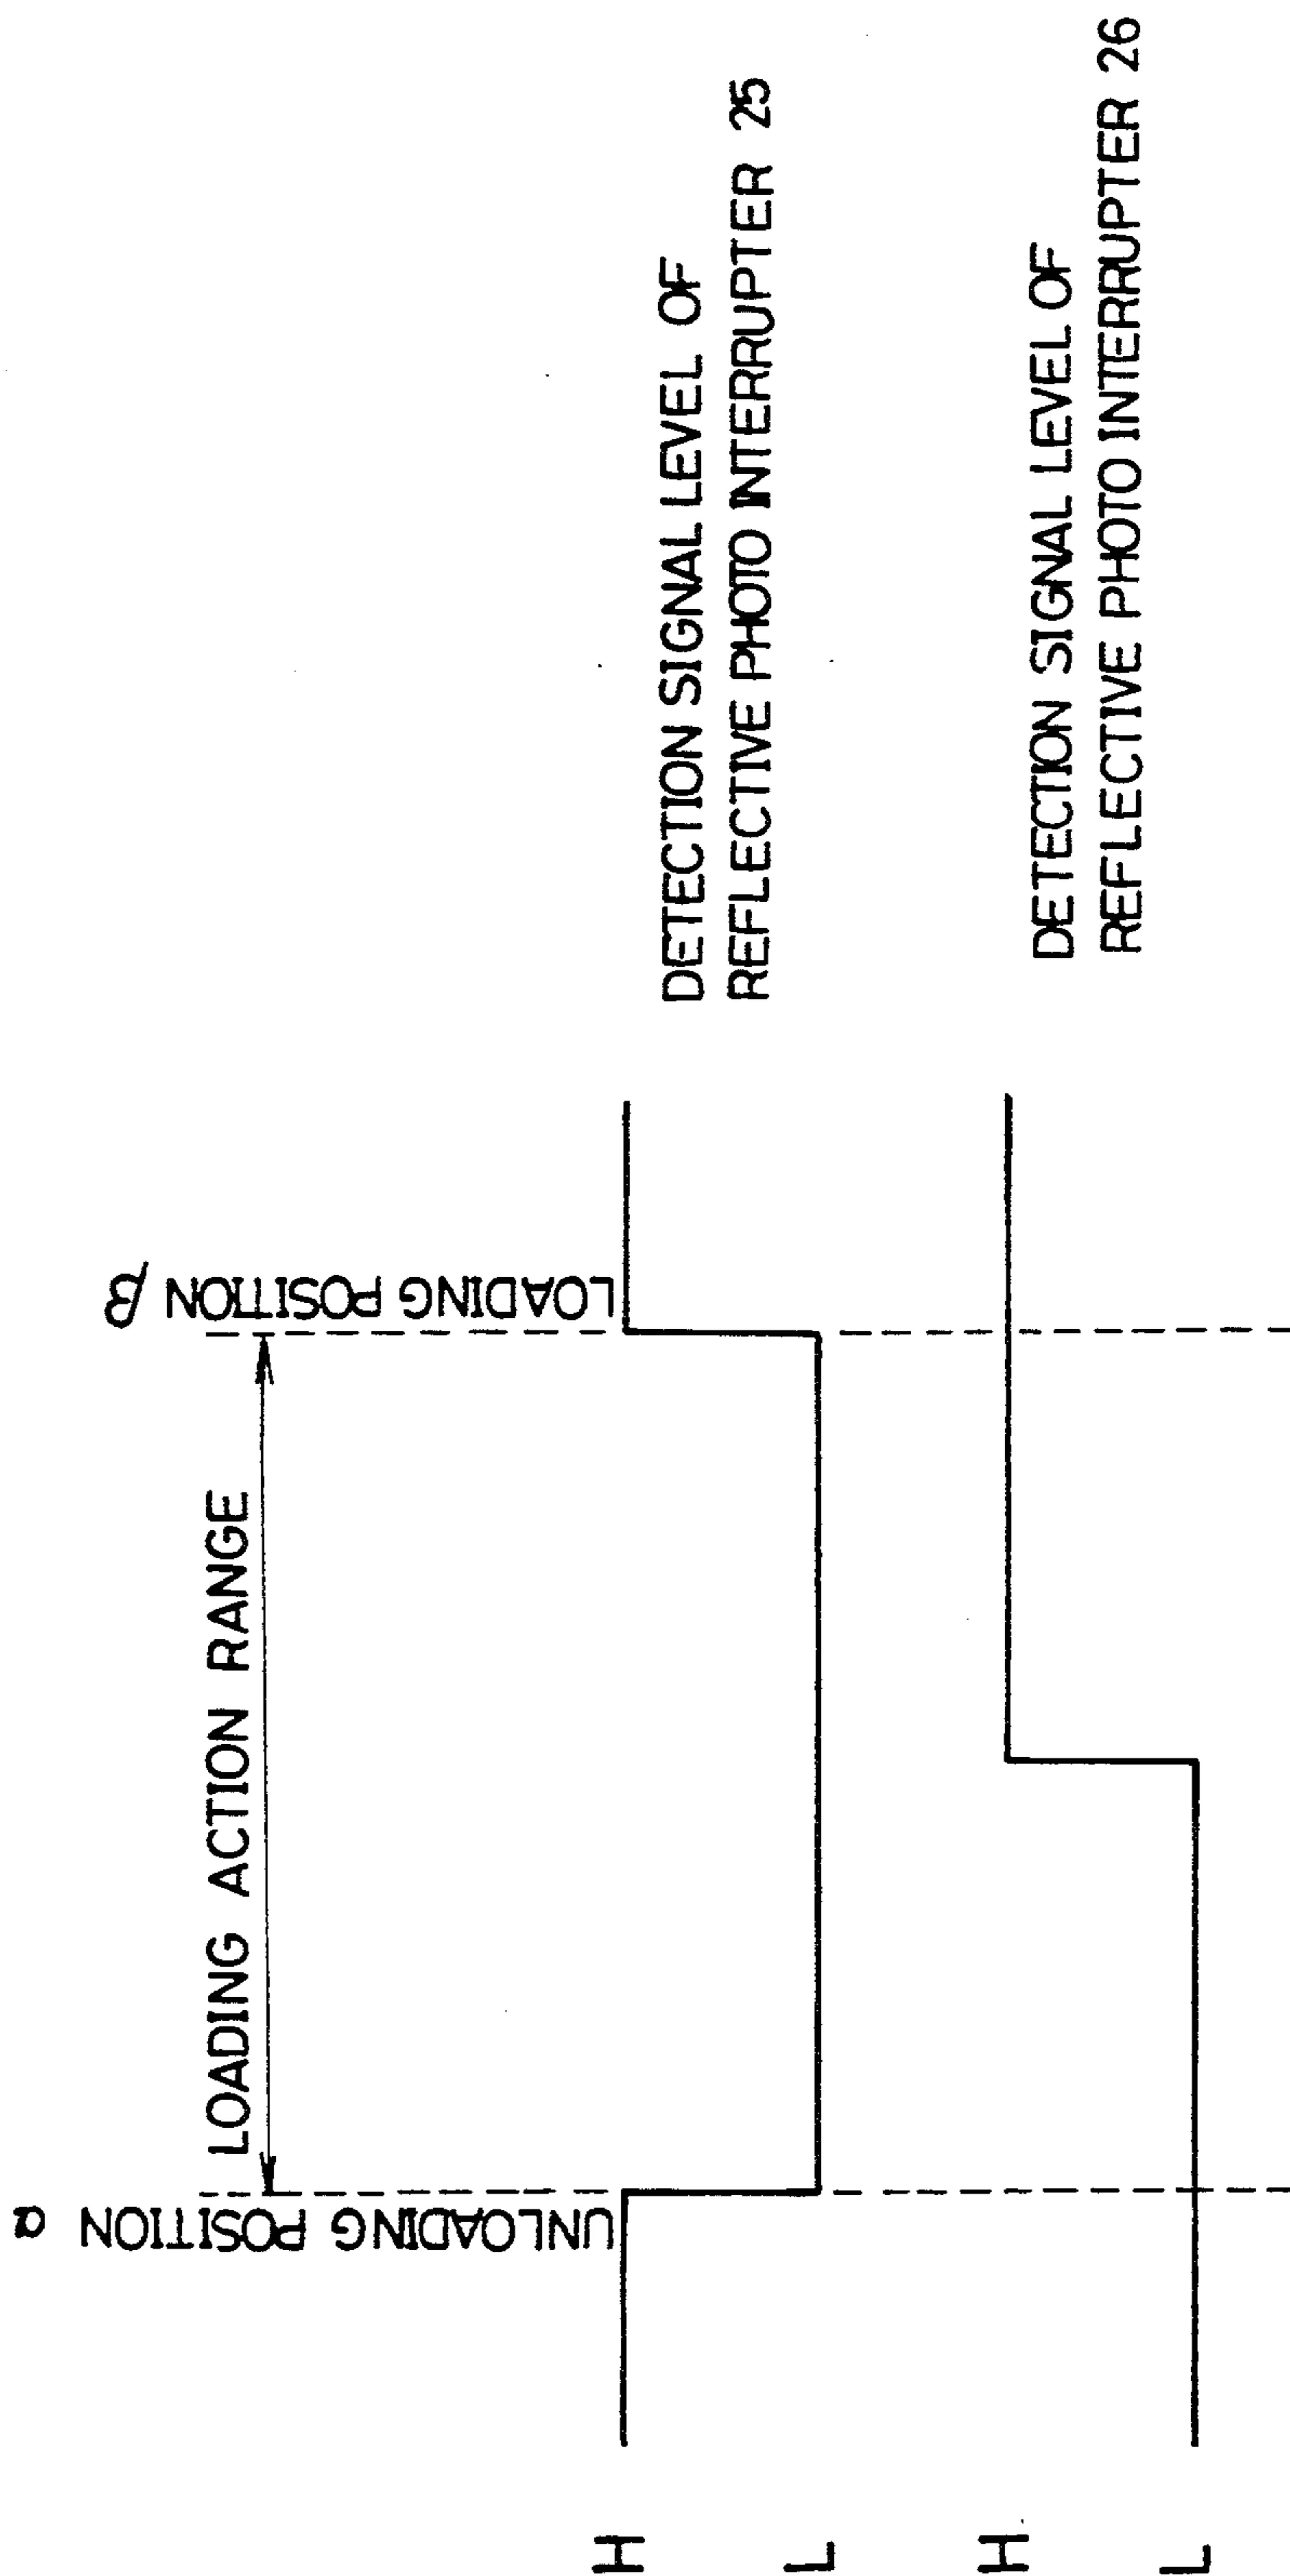 UNLOADING POSITION α
LOADING ACTION RANGE
LOADING POSITION β
H
L
DETECTION SIGNAL LEVEL OF
REFLECTIVE PHOTO INTERRUPTER 25
H
L
DETECTION SIGNAL LEVEL OF
REFLECTIVE PHOTO INTERRUPTER 26